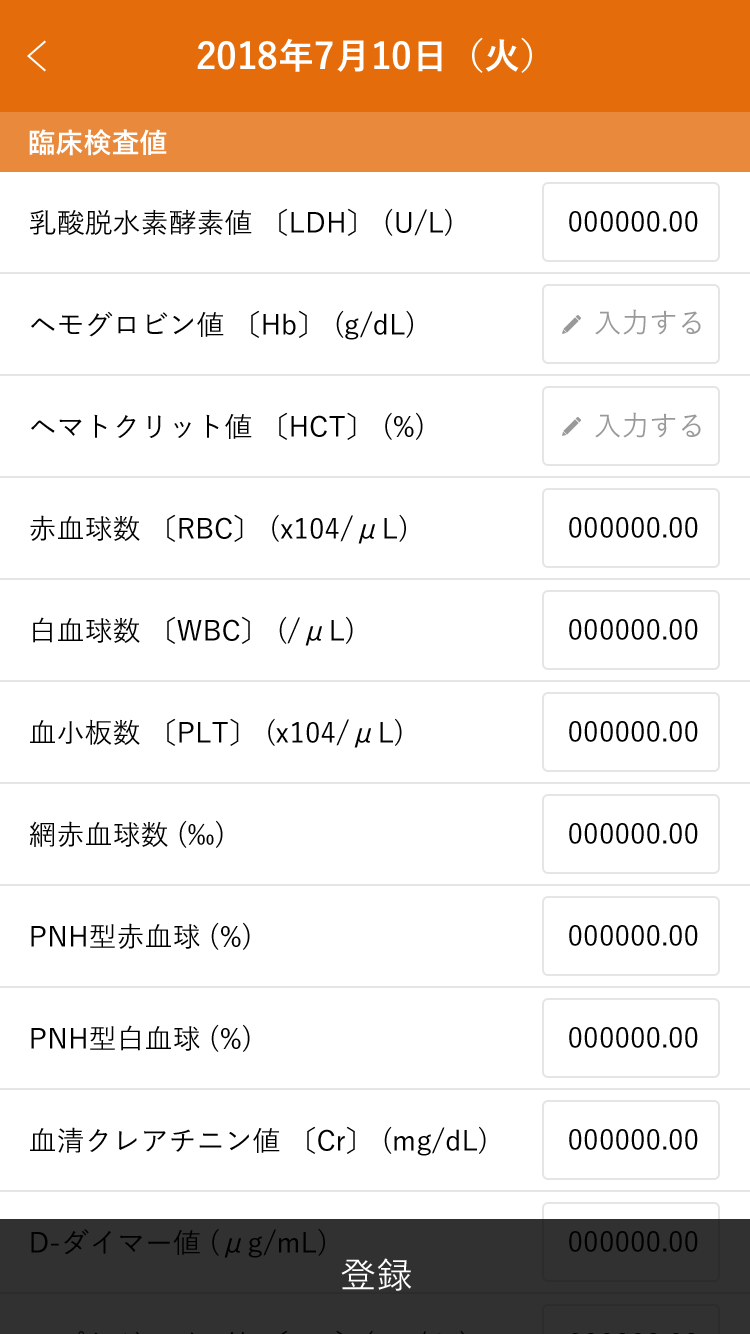 2018年7月10日（火）
臨床検査値
乳酸脱水素酵素値 〔LDH〕 (U/L) 000000.00
ヘモグロビン値 〔Hb〕 (g/dL) 入力する
ヘマトクリット値 〔HCT〕 (%) 入力する
赤血球数 〔RBC〕 (x104/μL) 000000.00
白血球数 〔WBC〕 (/μL) 000000.00
血小板数 〔PLT〕 (x104/μL) 000000.00
網赤血球数 (‰) 000000.00
PNH型赤血球 (%) 000000.00
PNH型白血球 (%) 000000.00
血清クレアチニン値 〔Cr〕 (mg/dL) 000000.00
D-ダイマー値 (μg/mL) 000000.00
登録